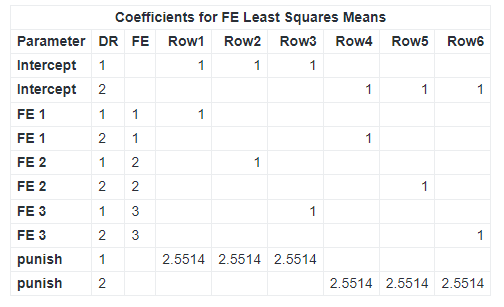 Coefficients for FE Least Squares Means
Parameter DR FE Row1 Row2 Row3 Row4 Row5 Row6
Intercept 1 1 1 1
Intercept 2 1 1 1
FE 1 1 1 1
FE 1 2 1 1
FE 2 1 2 1
FE 2 2 2 1
FE 3 1 3 1
FE 3 2 3 1
punish 1 2.5514 2.5514 2.5514
punish 2 2.5514 2.5514 2.5514